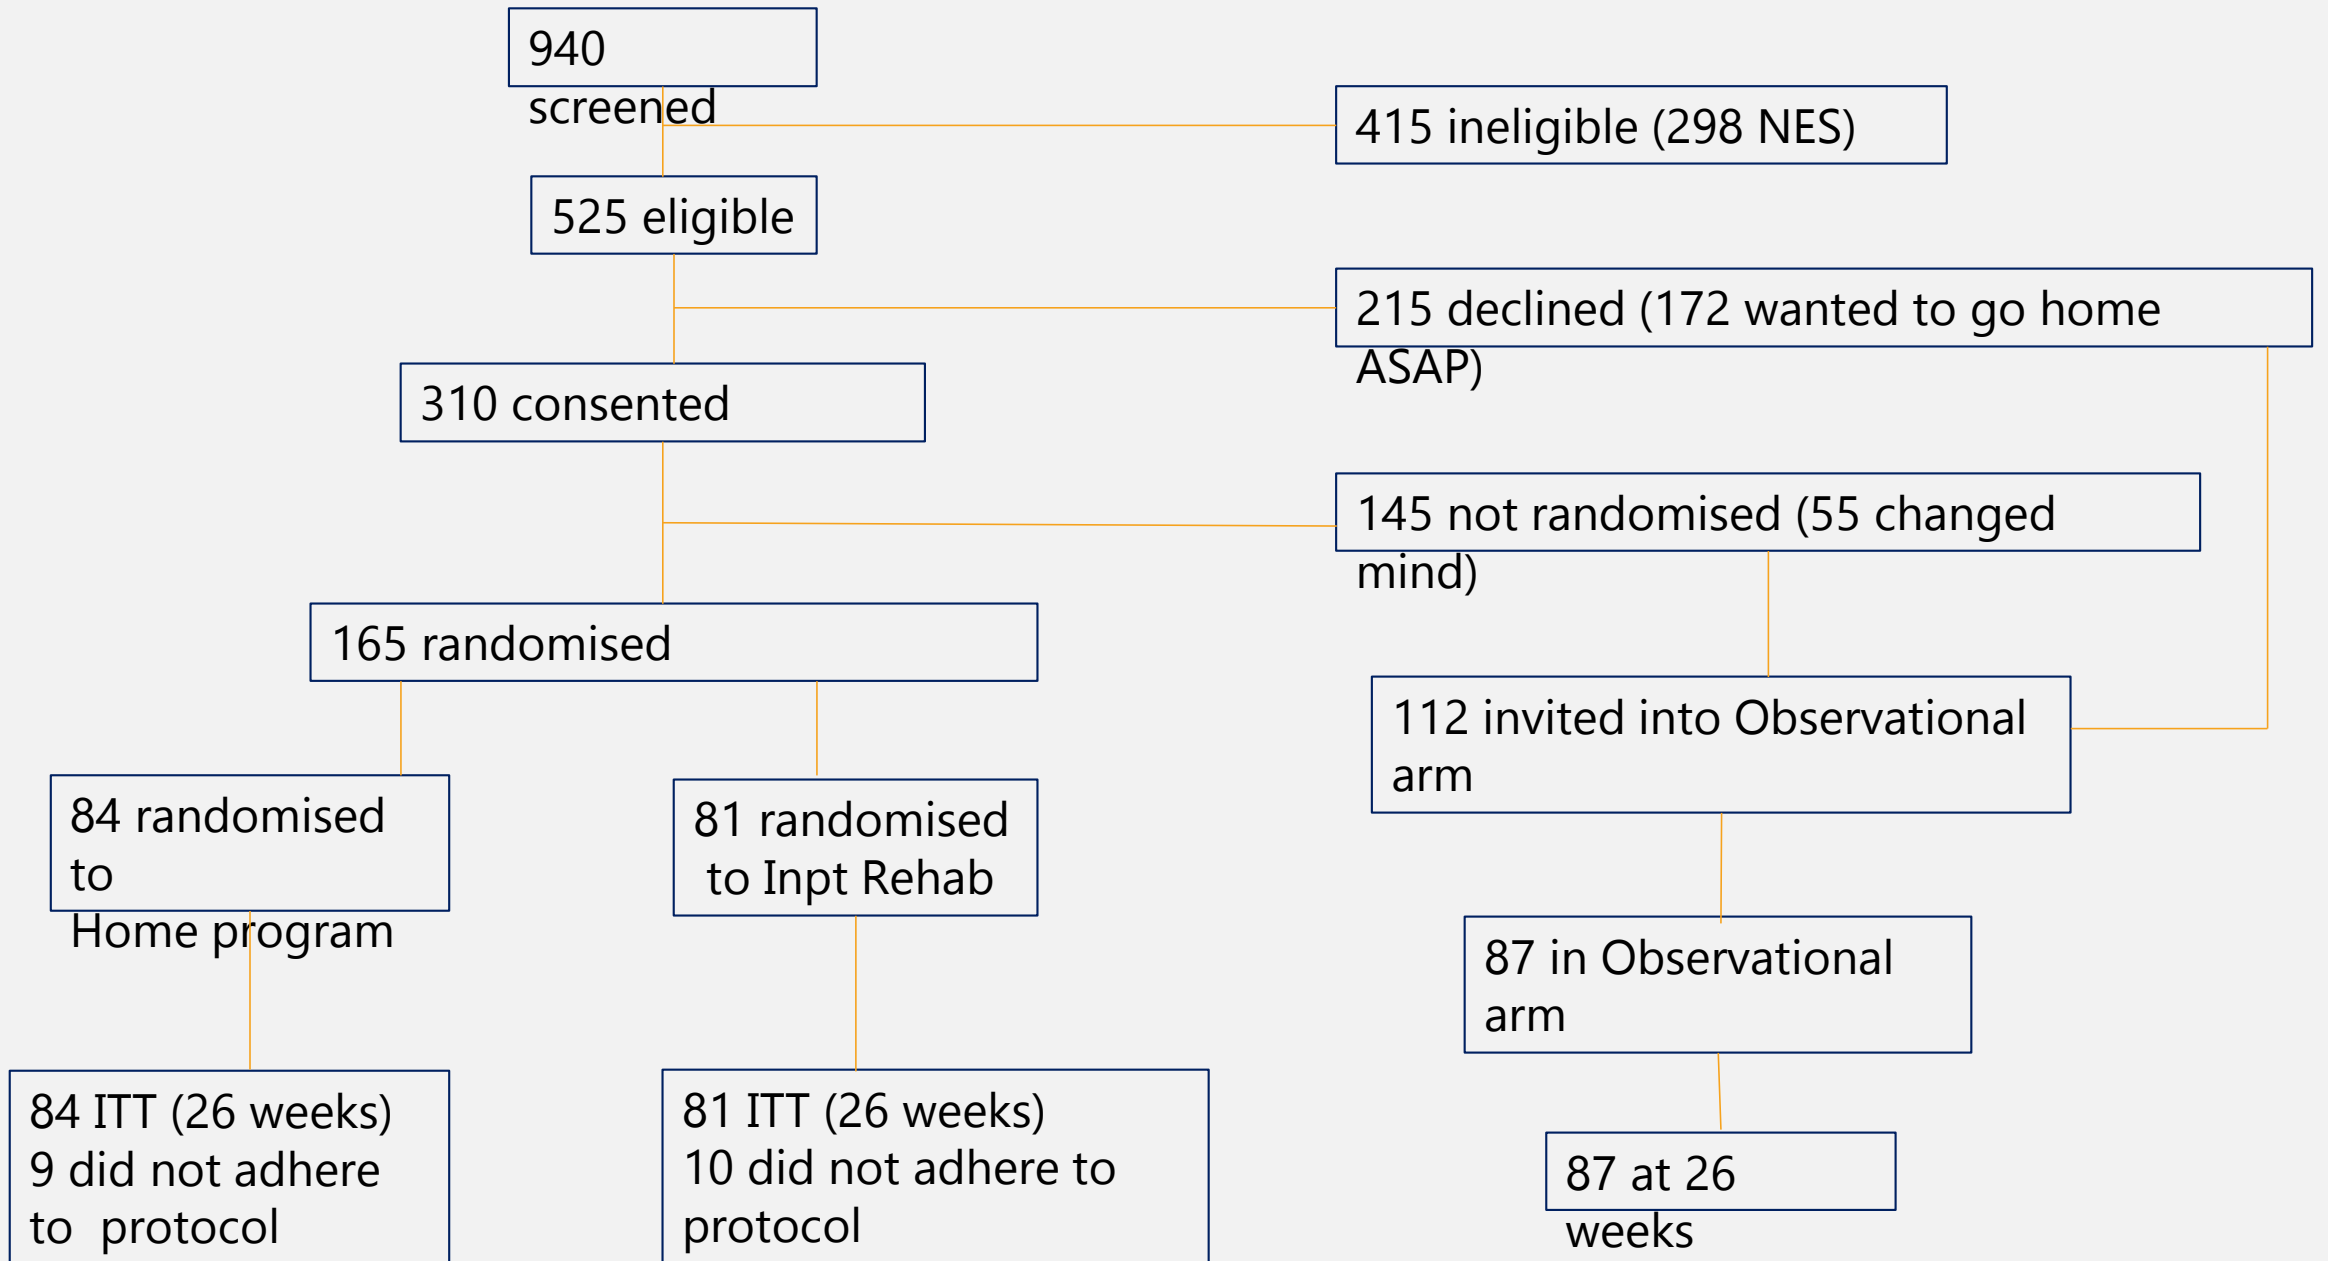 940
screened
415 ineligible (298 NES)
525 eligible
215 declined (172 wanted to go home
ASAP)
310 consented
145 not randomised (55 changed
mind)
165 randomised
112 invited into Observational
arm
84 randomised
to
Home program
81 randomised
to Inpt Rehab
87 in Observational
arm
84 ITT (26 weeks)
9 did not adhere
to protocol
81 ITT (26 weeks)
10 did not adhere to
protocol
87 at 26
weeks